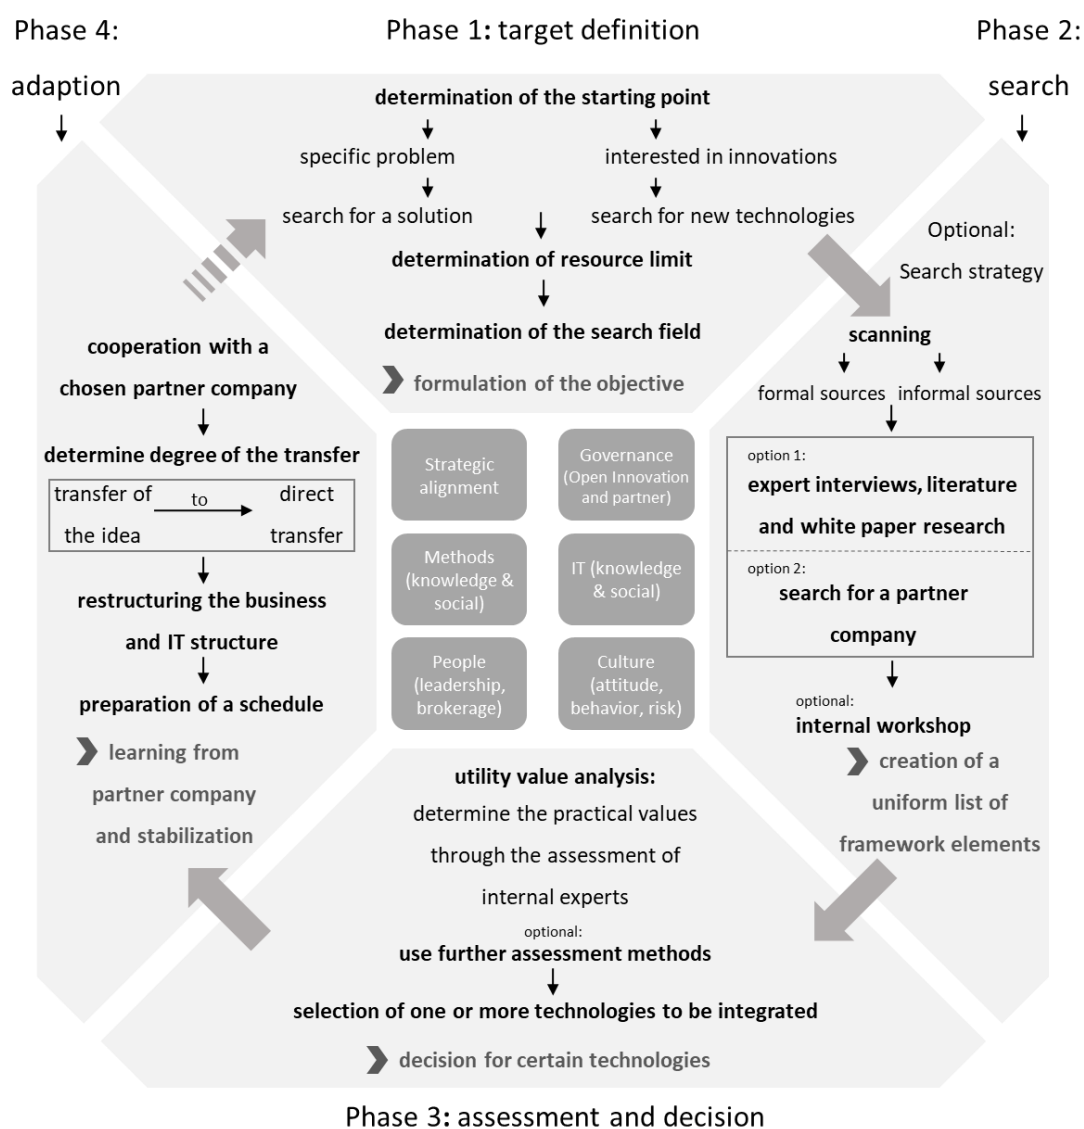 Phase 4:
adaption
Phase 1: target definition
Phase 2:
search
determination of the starting point
specific problem
interested in innovations
search for a solution
search for new technologies
determination of resource limit
determination of the search field
formulation of the objective
Optional:
Search strategy
scanning
formal sources
informal sources
option 1:
expert interviews, literature
and white paper research
option 2:
search for a partner
company
optional:
internal workshop
creation of a
uniform list of
framework elements
utility value analysis:
determine the practical values
through the assessment of
internal experts
optional:
use further assessment methods
selection of one or more technologies to be integrated
decision for certain technologies
Phase 3: assessment and decision
cooperation with a
chosen partner company
determine degree of the transfer
transfer of
the idea
to
direct
transfer
restructuring the business
and IT structure
preparation of a schedule
learning from
partner company
and stabilization
Strategic
alignment
Governance
(Open Innovation
and partner)
Methods
(knowledge &
social)
IT (knowledge
& social)
People
(leadership,
brokerage)
Culture
(attitude,
behavior, risk)